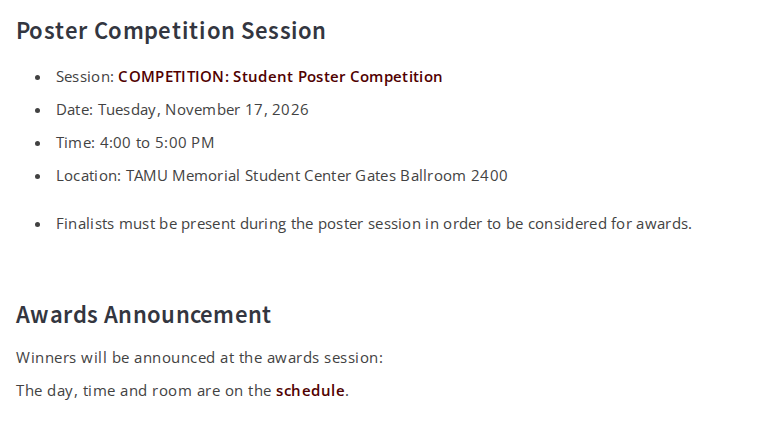 Poster Competition Session
Session: COMPETITION: Student Poster Competition
Date: Tuesday, November 17, 2026
Time: 4:00 to 5:00 PM
Location: TAMU Memorial Student Center Gates Ballroom 2400
Finalists must be present during the poster session in order to be considered for awards.
Awards Announcement
Winners will be announced at the awards session:
The day, time and room are on the schedule.